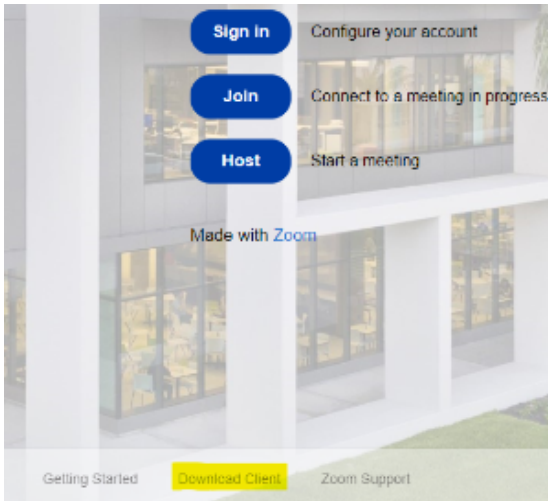 Sign in Configure your account
Join Connect to a meeting in progress
Host Start a meeting
Made with Zoom
Getting Started Download Client Zoom Support